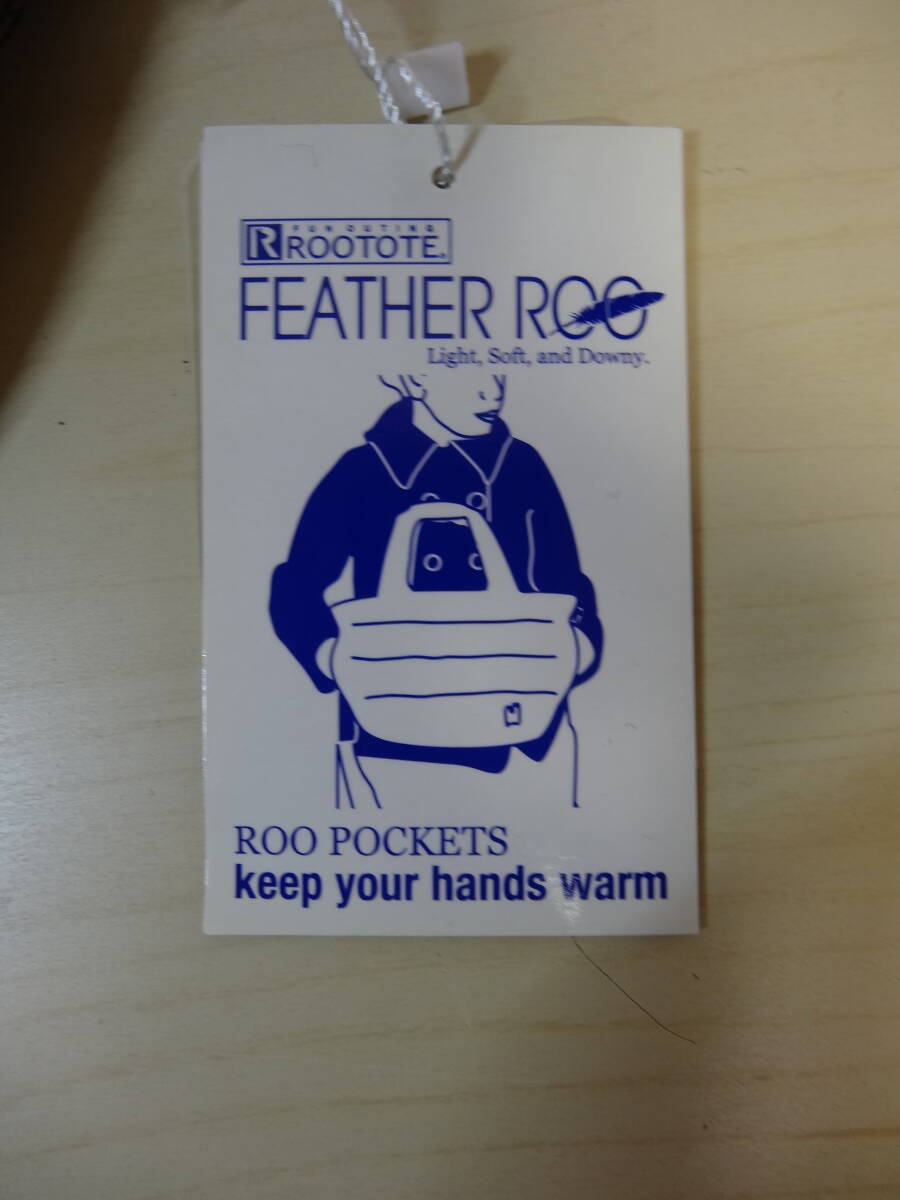 FUN OUTING
R ROOTOTE®
FEATHER ROO
Light, Soft, and Downy.
ROO POCKETS
keep your hands warm